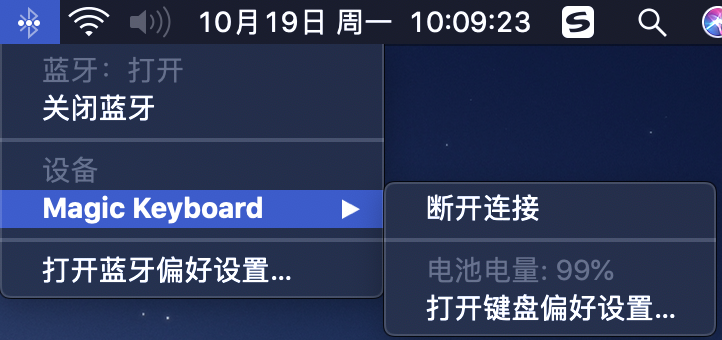 10月19日 周一 10:09:23
蓝牙：打开
关闭蓝牙
设备
Magic Keyboard
打开蓝牙偏好设置...
断开连接
电池电量: 99%
打开键盘偏好设置...